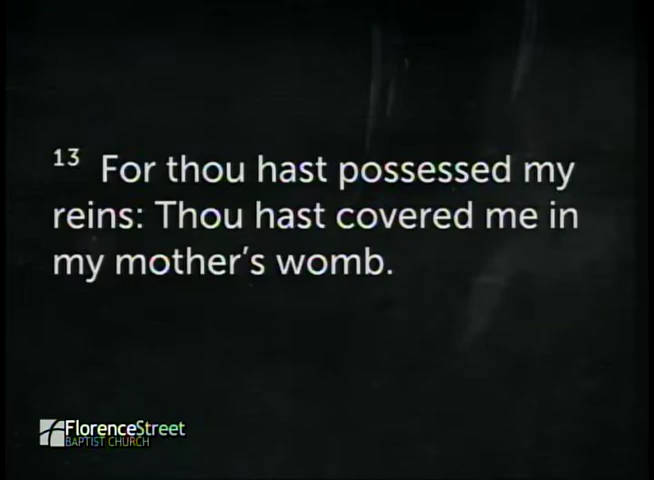 13 For thou hast possessed my
reins: Thou hast covered me in
my mother's womb.
FlorenceStreet
BAPTIST CHURCH